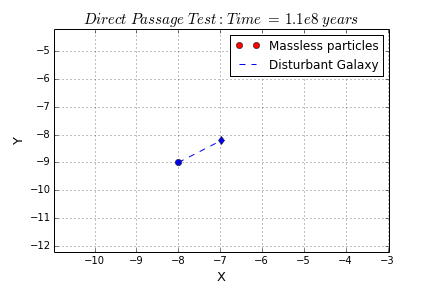 Direct Passage Test : Time = 1.1e8 years
Massless particles
Disturbant Galaxy
Y
−5
−6
−7
−8
−9
−10
−11
−12
−10 −9 −8 −7 −6 −5 −4 −3
X